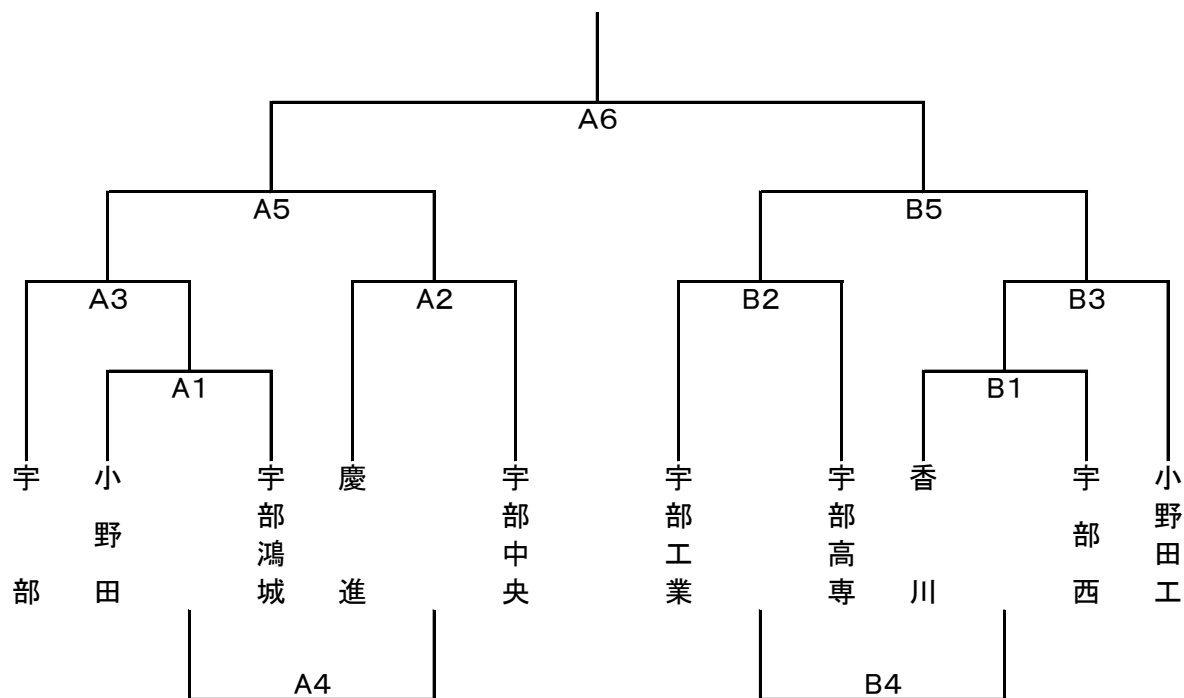 A6
A5
B5
A3
A2
B2
B3
A1
B1
宇部
小野田
宇部鴻城
慶進
宇部中央
宇部工業
宇部高専
香川
宇部西
小野田工
A4
B4